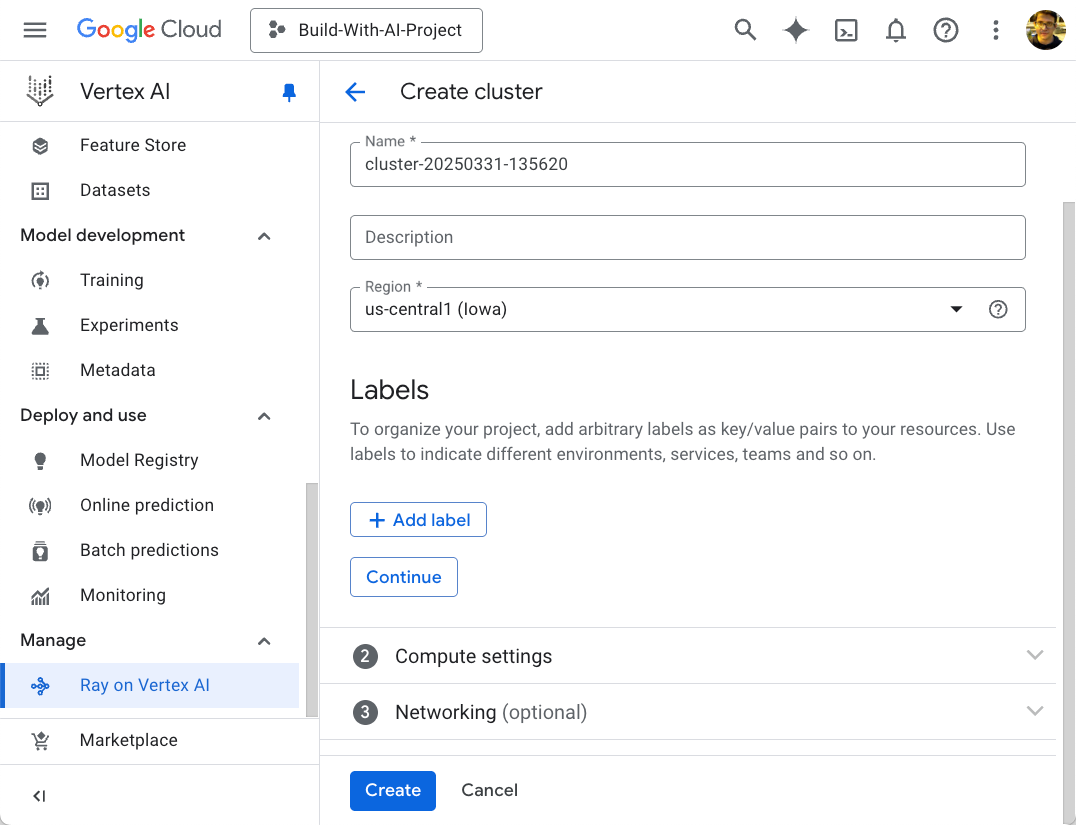 Google Cloud
Build-With-AI-Project
Vertex AI
Feature Store
Datasets
Model development
Training
Experiments
Metadata
Deploy and use
Model Registry
Online prediction
Batch predictions
Monitoring
Manage
Ray on Vertex AI
Marketplace
Create cluster
Name *
cluster-20250331-135620
Description
Region *
us-central1 (Iowa)
Labels
To organize your project, add arbitrary labels as key/value pairs to your resources. Use
labels to indicate different environments, services, teams and so on.
+ Add label
Continue
2 Compute settings
3 Networking (optional)
Create Cancel